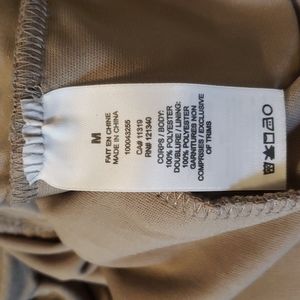 M
FAIT EN CHINE
MADE IN CHINA
100043255
CA# 11319
RN# 121340
CORPS / BODY:
100% POLYESTER
DOUBLURE / LINING:
100% POLYESTER
GARNITURES NON
COMPRISES / EXCLUSIVE
OF TRIMS